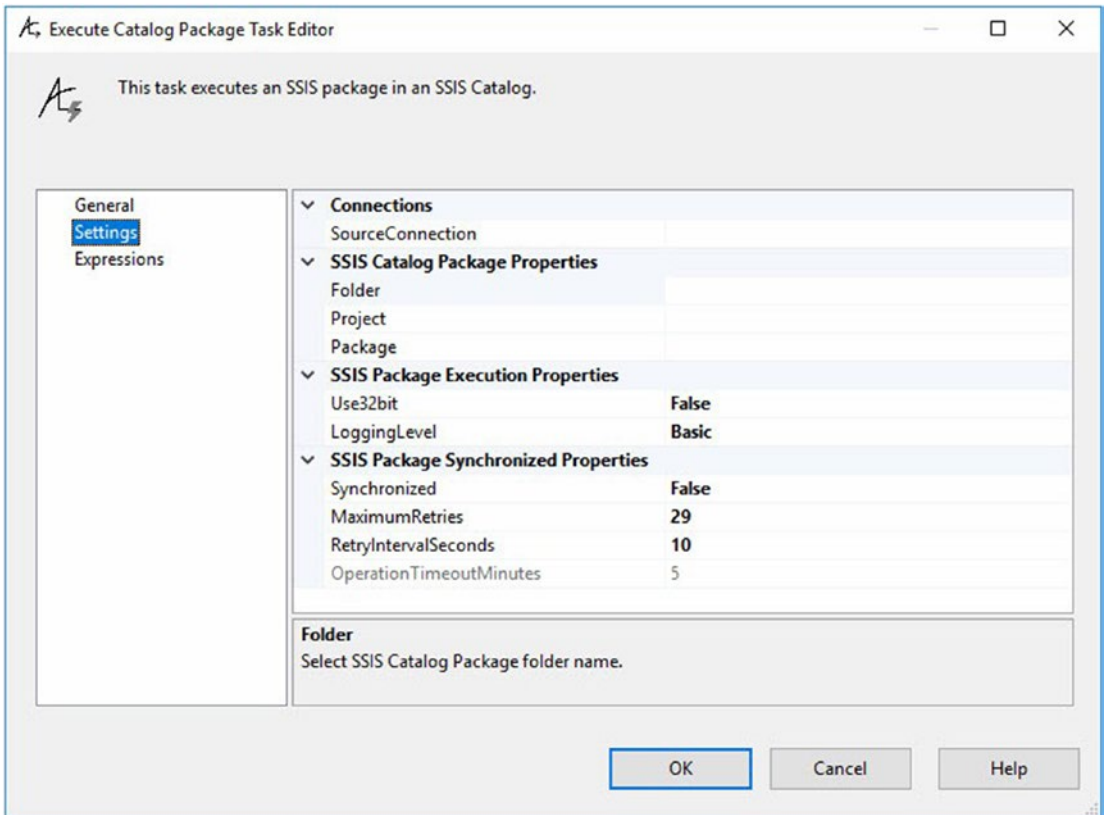 Execute Catalog Package Task Editor
This task executes an SSIS package in an SSIS Catalog.
General
Settings
Expressions
Connections
SourceConnection
SSIS Catalog Package Properties
Folder
Project
Package
SSIS Package Execution Properties
Use32bit False
LoggingLevel Basic
SSIS Package Synchronized Properties
Synchronized False
MaximumRetries 29
RetryIntervalSeconds 10
OperationTimeoutMinutes 5
Folder
Select SSIS Catalog Package folder name.
OK Cancel Help